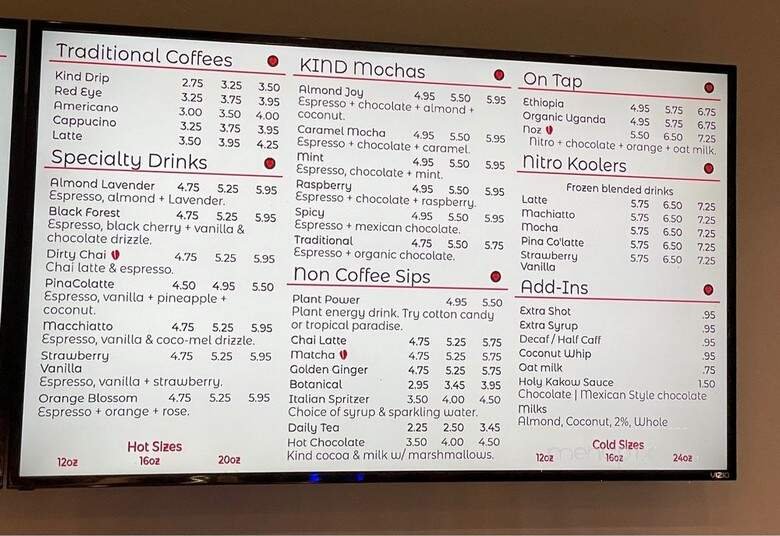 Traditional Coffees
Kind Drip 2.75 3.25 3.50
Red Eye 3.25 3.75 3.95
Americano 3.00 3.50 4.00
Cappucino 3.25 3.75 3.95
Latte 3.50 3.95 4.25
Specialty Drinks
Almond Lavender 4.75 5.25 5.95
Espresso, almond + Lavender.
Black Forest 4.75 5.25 5.95
Espresso, black cherry + vanilla &
chocolate drizzle.
Dirty Chai 4.75 5.25 5.95
Chai latte & espresso.
PinaColatte 4.50 4.95 5.50
Espresso, vanilla + pineapple +
coconut.
Macchiatto 4.75 5.25 5.95
Espresso, vanilla & coco-mel drizzle.
Strawberry 4.75 5.25 5.95
Vanilla
Espresso, vanilla + strawberry.
Orange Blossom 4.75 5.25 5.95
Espresso + orange + rose.
Hot Sizes
12oz 16oz 20oz
KIND Mochas
Almond Joy 4.95 5.50 5.95
Espresso + chocolate + almond +
coconut.
Caramel Mocha 4.95 5.50 5.95
Espresso + chocolate + caramel.
Mint 4.95 5.50 5.95
Espresso, chocolate + mint.
Raspberry 4.95 5.50 5.95
Espresso + chocolate + raspberry.
Spicy 4.95 5.50 5.95
Espresso + mexican chocolate.
Traditional 4.75 5.50 5.75
Espresso + organic chocolate.
Non Coffee Sips
Plant Power 4.95 5.50
Plant energy drink. Try cotton candy
or tropical paradise.
Chai Latte 4.75 5.25 5.75
Matcha 4.75 5.25 5.75
Golden Ginger 4.75 5.25 5.75
Botanical 2.95 3.45 3.95
Italian Spritzer 3.50 4.00 4.50
Choice of syrup & sparkling water.
Daily Tea 2.25 2.50 3.45
Hot Chocolate 3.50 4.00 4.50
Kind cocoa & milk w/ marshmallows.
On Tap
Ethiopia 4.95 5.75 6.75
Organic Uganda 4.95 5.75 6.75
Noz 5.50 6.50 7.25
Nitro + chocolate + orange + oat milk.
Nitro Koolers
Frozen blended drinks
Latte 5.75 6.50 7.25
Machiatto 5.75 6.50 7.25
Mocha 5.75 6.50 7.25
Pina Co'latte 5.75 6.50 7.25
Strawberry 5.75 6.50 7.25
Vanilla
Add-Ins
Extra Shot .95
Extra Syrup .95
Decaf / Half Caff .95
Coconut Whip .95
Oat milk .75
Holy Kakow Sauce 1.50
Chocolate | Mexican Style chocolate
Milks
Almond, Coconut, 2%, Whole
Cold Sizes
12oz 16oz 24oz
VIZIO